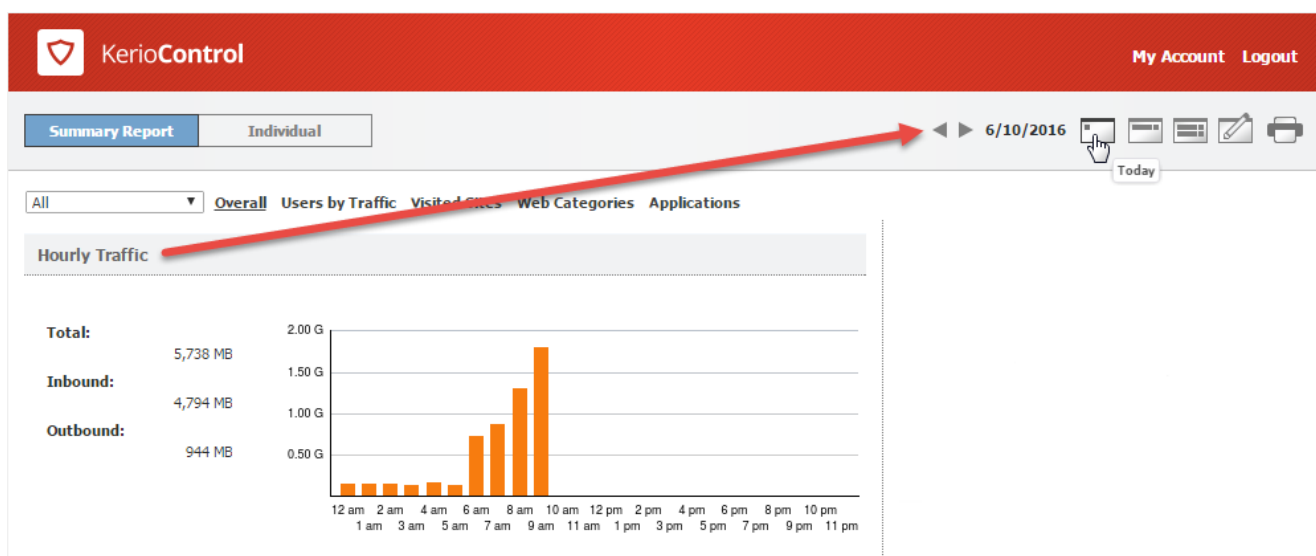 KerioControl
My Account Logout
Summary Report Individual
6/10/2016
Today
All Overall Users by Traffic Visited Sites Web Categories Applications
Hourly Traffic
Total:
5,738 MB
Inbound:
4,794 MB
Outbound:
944 MB
2.00 G
1.50 G
1.00 G
0.50 G
12 am 2 am 4 am 6 am 8 am 10 am 12 pm 2 pm 4 pm 6 pm 8 pm 10 pm
1 am 3 am 5 am 7 am 9 am 11 am 1 pm 3 pm 5 pm 7 pm 9 pm 11 pm